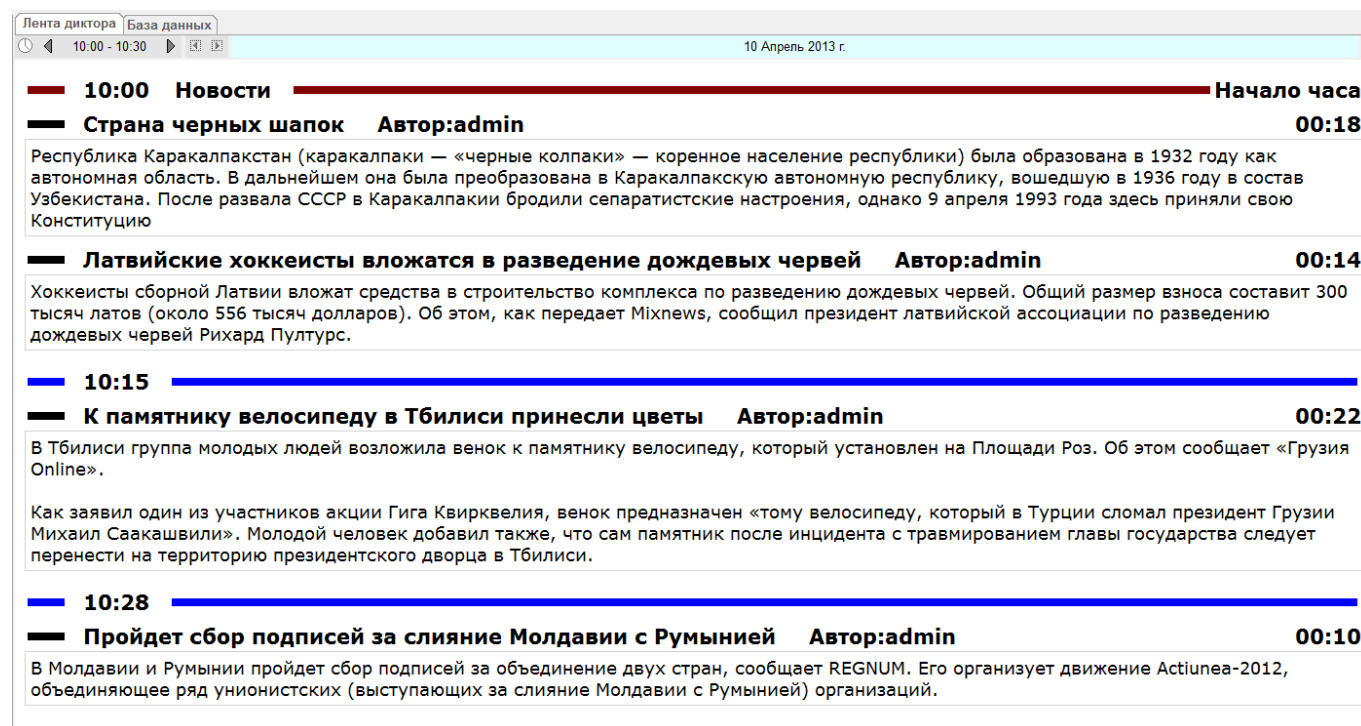 Лента диктора База данных
10:00 - 10:30 10 Апрель 2013 г.
10:00 Новости Начало часа
Страна черных шапок Автор:admin 00:18
Республика Каракалпакстан (каракалпаки — «черные колпаки» — коренное население республики) была образована в 1932 году как
автономная область. В дальнейшем она была преобразована в Каракалпакскую автономную республику, вошедшую в 1936 году в состав
Узбекистана. После развала СССР в Каракалпакии бродили сепаратистские настроения, однако 9 апреля 1993 года здесь приняли свою
Конституцию
Латвийские хоккеисты вложатся в разведение дождевых червей Автор:admin 00:14
Хоккеисты сборной Латвии вложат средства в строительство комплекса по разведению дождевых червей. Общий размер взноса составит 300
тысяч латов (около 556 тысяч долларов). Об этом, как передает Mixnews, сообщил президент латвийской ассоциации по разведению
дождевых червей Рихард Пултурс.
10:15
К памятнику велосипеду в Тбилиси принесли цветы Автор:admin 00:22
В Тбилиси группа молодых людей возложила венок к памятнику велосипеду, который установлен на Площади Роз. Об этом сообщает «Грузия
Online».
Как заявил один из участников акции Гига Квирквелия, венок предназначен «тому велосипеду, который в Турции сломал президент Грузии
Михаил Саакашвили». Молодой человек добавил также, что сам памятник после инцидента с травмированием главы государства следует
перенести на территорию президентского дворца в Тбилиси.
10:28
Пройдет сбор подписей за слияние Молдавии с Румынией Автор:admin 00:10
В Молдавии и Румынии пройдет сбор подписей за объединение двух стран, сообщает REGNUM. Его организует движение Actiunea-2012,
объединяющее ряд унионистских (выступающих за слияние Молдавии с Румынией) организаций.